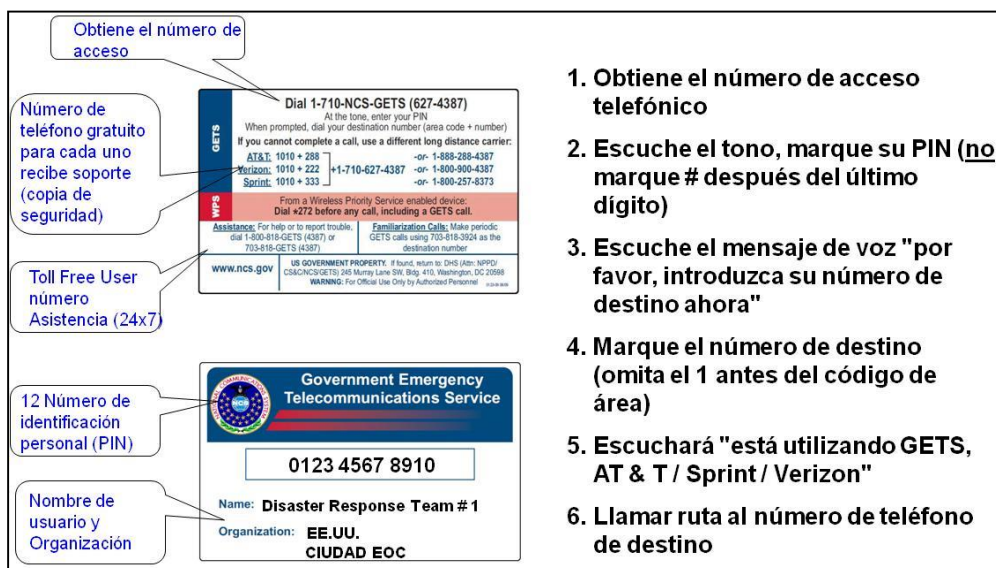 Obtiene el número de
acceso
Número de
teléfono gratuito
para cada uno
recibe soporte
(copia de
seguridad)
Toll Free User
número
Asistencia (24x7)
GETS
Dial 1-710-NCS-GETS (627-4387)
At the tone, enter your PIN
When prompted, dial your destination number (area code + number)
If you cannot complete a call, use a different long distance carrier:
AT&T: 1010 + 288 -or- 1-888-288-4387
Verizon: 1010 + 222 +1-710-627-4387 -or- 1-800-900-4387
Sprint: 1010 + 333 -or- 1-800-257-8373
WPS
From a Wireless Priority Service enabled device:
Dial *272 before any call, including a GETS call.
Assistance: For help or to report trouble,
dial 1-800-818-GETS (4387) or
703-818-GETS (4387)
Familiarization Calls: Make periodic
GETS calls using 703-818-3924 as the
destination number
www.ncs.gov
US GOVERNMENT PROPERTY. If found, return to: DHS (Attn: NPPD/
CS&C/NCS/GETS) 245 Murray Lane SW, Bldg. 410, Washington, DC 20598
WARNING: For Official Use Only by Authorized Personnel
12 Número de
identificación
personal (PIN)
Nombre de
usuario y
Organización
NCS
Government Emergency
Telecommunications Service
0123 4567 8910
Name: Disaster Response Team # 1
Organization: EE.UU.
CIUDAD EOC
1. Obtiene el número de acceso
telefónico
2. Escuche el tono, marque su PIN (no
marque # después del último
dígito)
3. Escuche el mensaje de voz "por
favor, introduzca su número de
destino ahora"
4. Marque el número de destino
(omita el 1 antes del código de
área)
5. Escuchará "está utilizando GETS,
AT & T / Sprint / Verizon"
6. Llamar ruta al número de teléfono
de destino